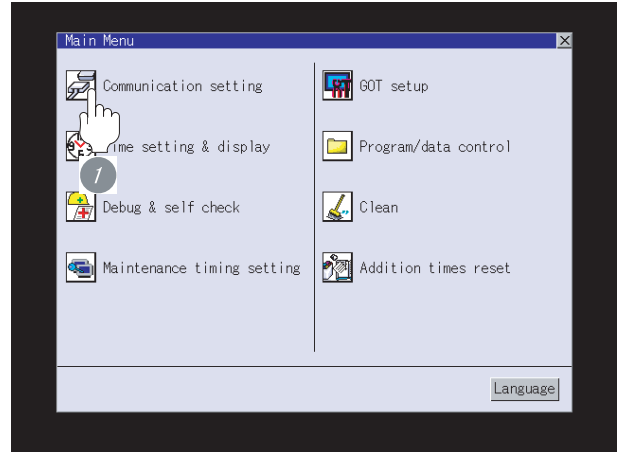 Main Menu
Communication setting
GOT setup
Time setting & display
Program/data control
1
Debug & self check
Clean
Maintenance timing setting
Addition times reset
Language